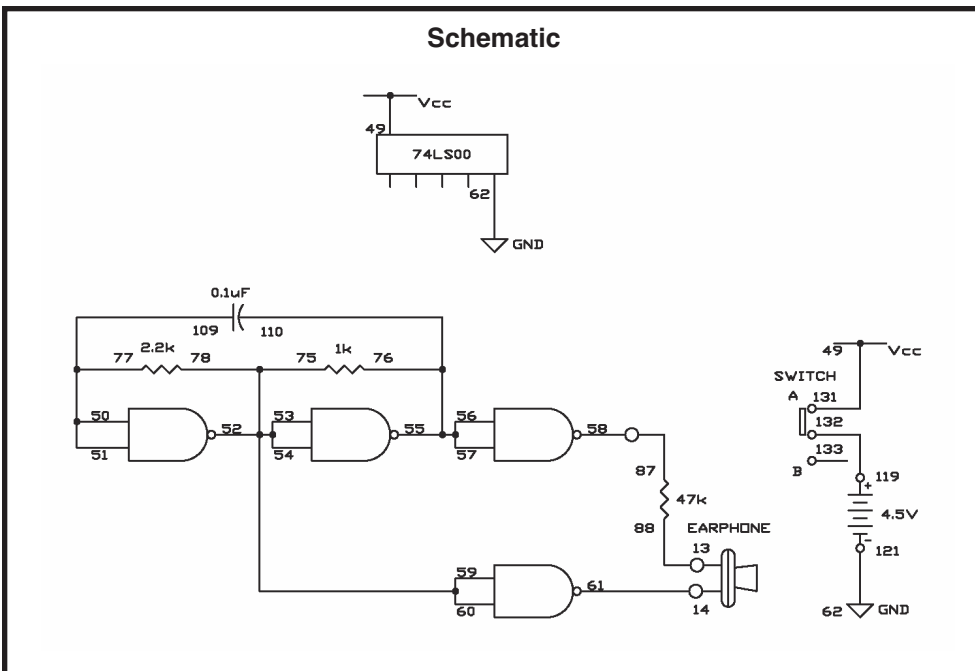 Schematic
Vcc
49
74LS00
62
GND
0.1uF
109 110
77 2.2k 78 75 1k 76
49 Vcc
SWITCH
A 131
132
133
B
50 52 53 55 56 58
51 54 57
119
+
4.5V
-
121
87
47k
88 EARPHONE
13
59 61
60 14
62 GND